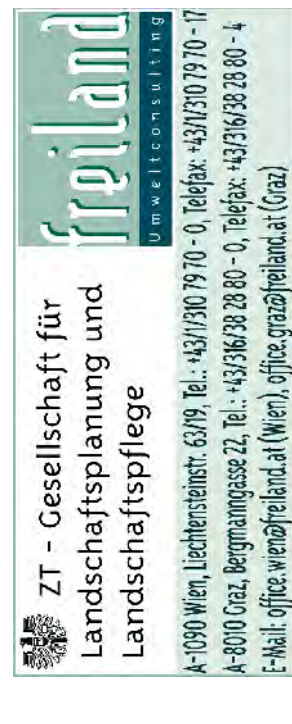 ZT - Gesellschaft für
Landschaftsplanung und
Landschaftspflege
freiland
Umweltconsulting
A-1090 Wien, Liechtensteinstr. 63/19, Tel.: +43/1/310 79 70 - 0, Telefax: +43/1/310 79 70 - 17
A-8010 Graz, Bergmanngasse 22, Tel.: +43/316/38 28 80 - 0, Telefax: +43/316/38 28 80 - 4
E-Mail: office.wien@freiland.at (Wien), office.graz@freiland.at (Graz)